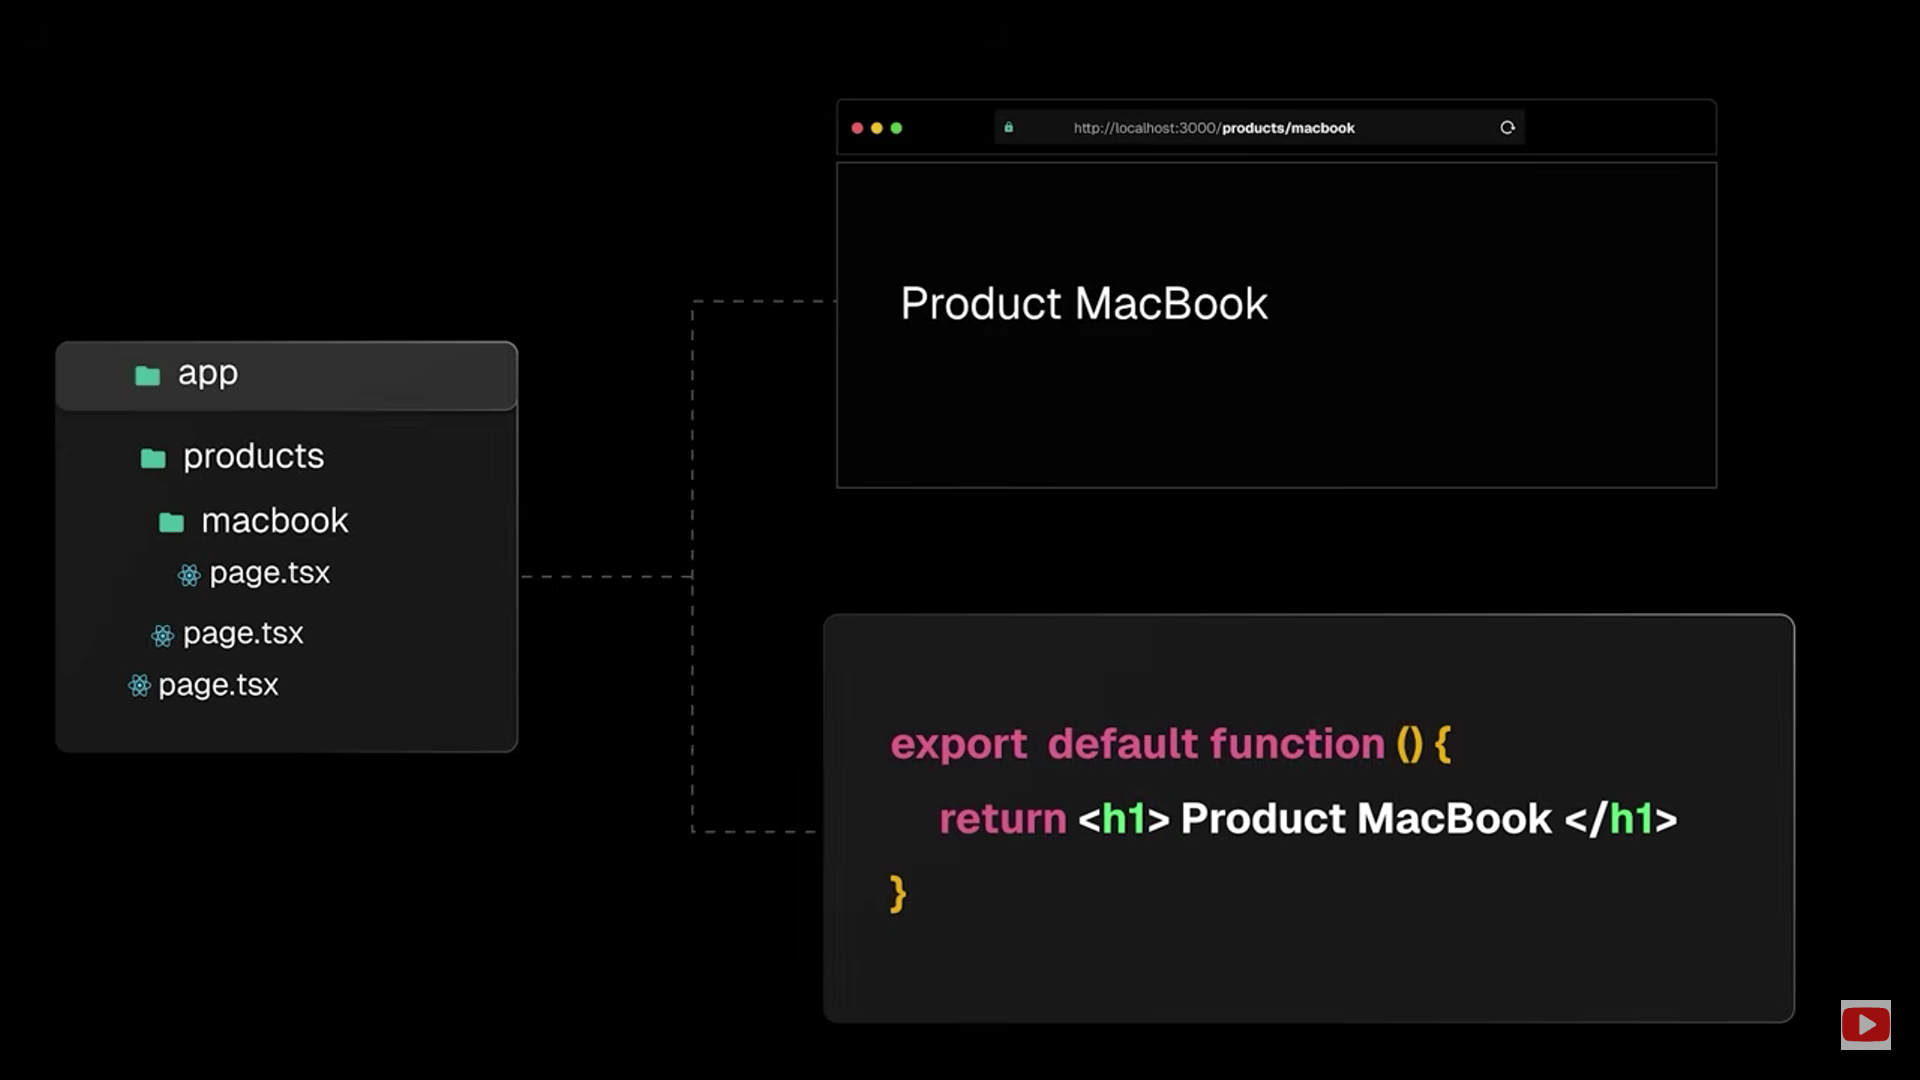 app
products
macbook
page.tsx
page.tsx
page.tsx
http://localhost:3000/products/macbook
Product MacBook
export default function () {
return <h1> Product MacBook </h1>
}